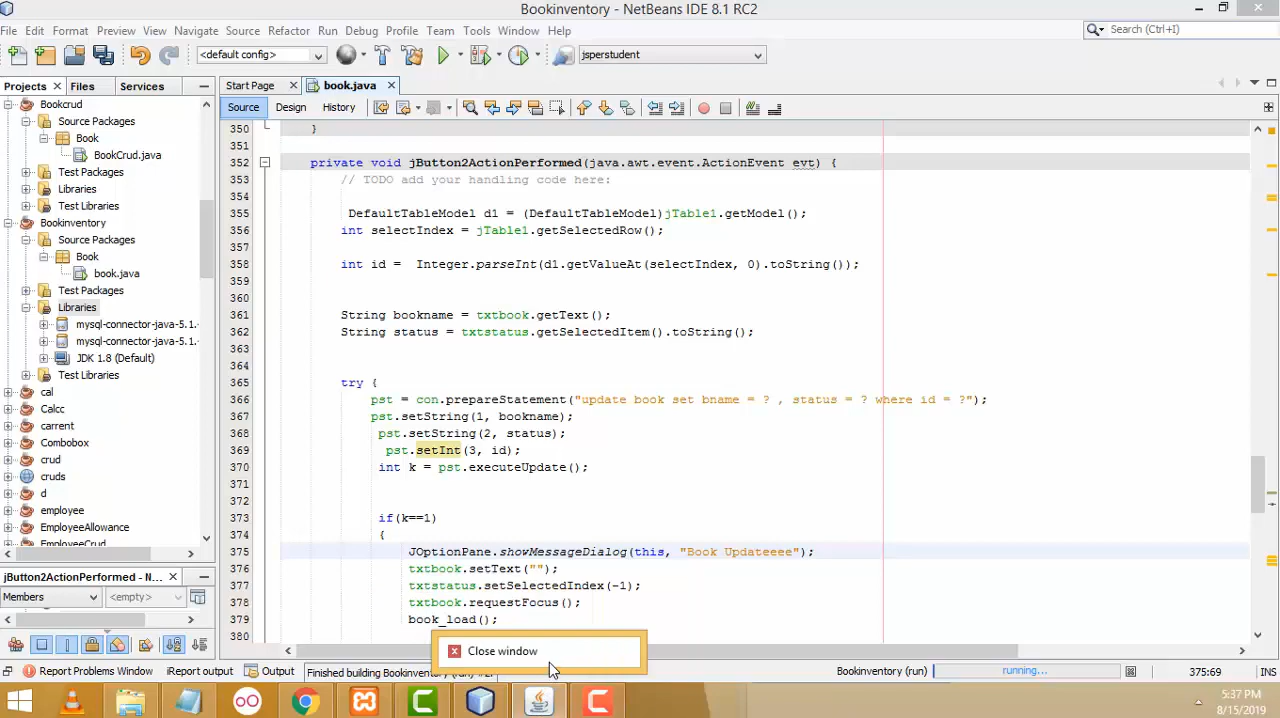 Bookinventory - NetBeans IDE 8.1 RC2
File Edit Format Preview View Navigate Source Refactor Run Debug Profile Team Tools Window Help
Search (Ctrl+I)
<default config>
jsperstudent
Projects Files Services
Start Page book.java
Source Design History
Bookcrud
Source Packages
Book
BookCrud.java
Test Packages
Libraries
Test Libraries
Bookinventory
Source Packages
Book
book.java
Test Packages
Libraries
mysql-connector-java-5.1.
mysql-connector-java-5.1.
JDK 1.8 (Default)
Test Libraries
cal
Calcc
carrent
Combobox
crud
cruds
d
employee
EmployeeAllowance
EmployeeCrud
jButton2ActionPerformed - N...
Members <empty>
350 }
351
352 private void jButton2ActionPerformed(java.awt.event.ActionEvent evt) {
353 // TODO add your handling code here:
354
355 DefaultTableModel d1 = (DefaultTableModel)jTable1.getModel();
356 int selectIndex = jTable1.getSelectedRow();
357
358 int id = Integer.parseInt(d1.getValueAt(selectIndex, 0).toString());
359
360
361 String bookname = txtbook.getText();
362 String status = txtstatus.getSelectedItem().toString();
363
364
365 try {
366 pst = con.prepareStatement("update book set bname = ? , status = ? where id = ?");
367 pst.setString(1, bookname);
368 pst.setString(2, status);
369 pst.setInt(3, id);
370 int k = pst.executeUpdate();
371
372
373 if(k==1)
374 {
375 JOptionPane.showMessageDialog(this, "Book Updateeee");
376 txtbook.setText("");
377 txtstatus.setSelectedIndex(-1);
378 txtbook.requestFocus();
379 book_load();
380
Close window
Report Problems Window iReport output Output Finished building Bookinventory
Bookinventory (run) running... 375:69 INS
5:37 PM
8/15/2019